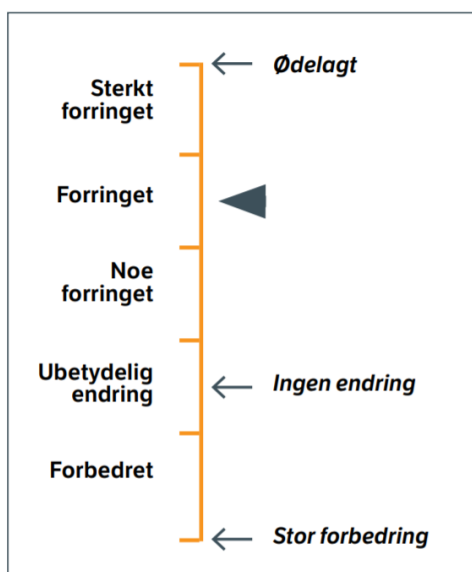 Ødelagt
Sterkt
forringet
Forringet
Noe
forringet
Ubetydelig
endring
Ingen endring
Forbedret
Stor forbedring